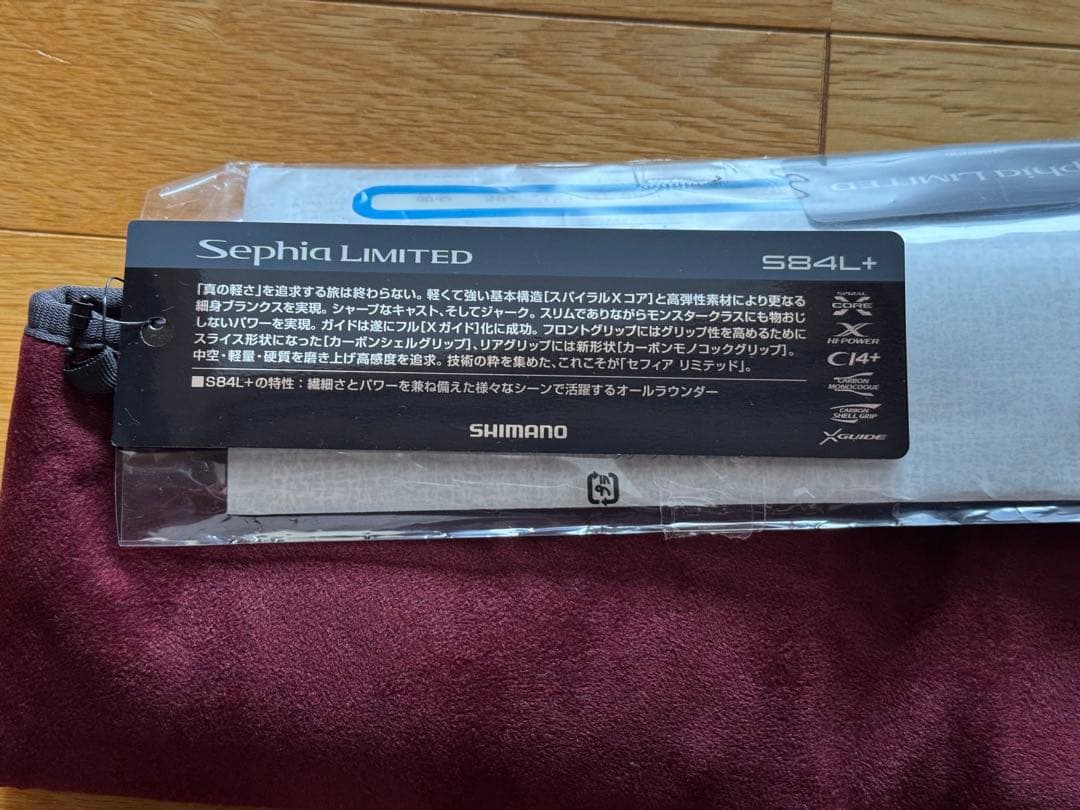 phia LIMITED
Sephia LIMITED
S84L+
「真の軽さ」を追求する旅は終わらない。軽くて強い基本構造[スパイラルXコア]と高弾性素材により更なる
細身ブランクスを実現。シャープなキャスト、そしてジャーク。スリムでありながらモンスタークラスにも物おじ
しないパワーを実現。ガイドは遂にフル[Xガイド]化に成功。フロントグリップにはグリップ性を高めるために
スライス形状になった[カーボンシェルグリップ]、リアグリップには新形状[カーボンモノコックグリップ]。
中空・軽量・硬質を磨き上げ高感度を追求。技術の粋を集めた、これこそが「セフィア リミテッド」。
■S84L+の特性：繊細さとパワーを兼ね備えた様々なシーンで活躍するオールラウンダー
SPIRAL
X
CORE
X
HI-POWER
CI4+
CARBON
MONOCOQUE
CARBON
SHELL GRIP
XGUIDE
SHIMANO
プラ